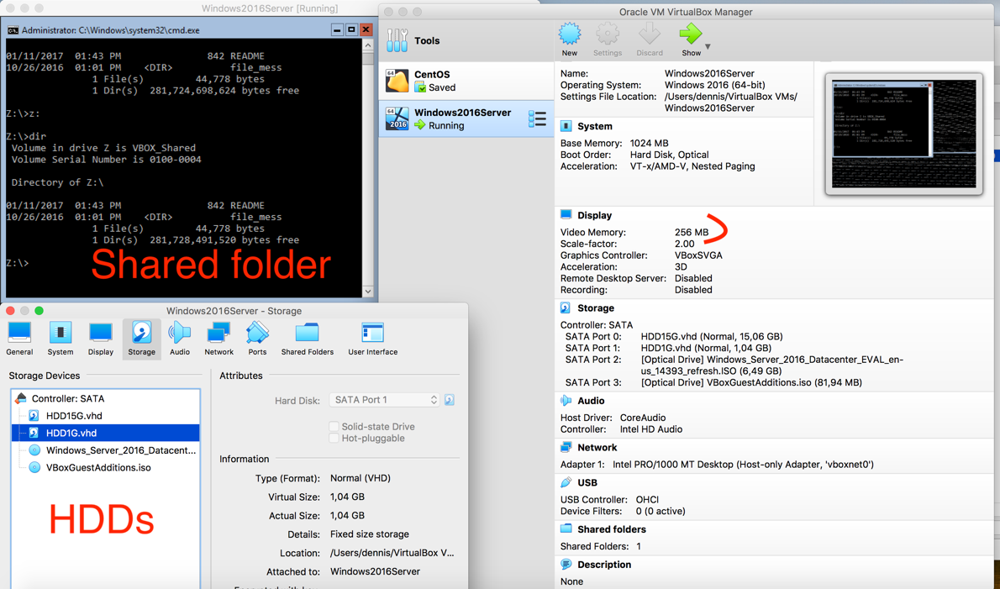 Windows2016Server [Running]
Administrator: C:\Windows\system32\cmd.exe
01/11/2017  01:43 PM               842 README
10/26/2016  01:01 PM    <DIR>          file_mess
               1 File(s)         44,778 bytes
               1 Dir(s)  281,724,698,624 bytes free
Z:\>z:
Z:\>dir
 Volume in drive Z is VBOX_Shared
 Volume Serial Number is 0100-0004
 Directory of Z:\
01/11/2017  01:43 PM               842 README
10/26/2016  01:01 PM    <DIR>          file_mess
               1 File(s)         44,778 bytes
               1 Dir(s)  281,728,491,520 bytes free
Z:\>
Shared folder
Windows2016Server - Storage
General System Display Storage Audio Network Ports Shared Folders User Interface
Storage Devices
Controller: SATA
HDD15G.vhd
HDD1G.vhd
Windows_Server_2016_Datacent...
VBoxGuestAdditions.iso
HDDs
Attributes
Hard Disk: SATA Port 1
Solid-state Drive
Hot-pluggable
Information
Type (Format): Normal (VHD)
Virtual Size: 1,04 GB
Actual Size: 1,04 GB
Details: Fixed size storage
Location: /Users/dennis/VirtualBox V...
Attached to: Windows2016Server
Oracle VM VirtualBox Manager
Tools
New Settings Discard Show
64
CentOS
Saved
64
2016
Windows2016Server
Running
Name: Windows2016Server
Operating System: Windows 2016 (64-bit)
Settings File Location: /Users/dennis/VirtualBox VMs/
Windows2016Server
System
Base Memory: 1024 MB
Boot Order: Hard Disk, Optical
Acceleration: VT-x/AMD-V, Nested Paging
Display
Video Memory: 256 MB
Scale-factor: 2.00
Graphics Controller: VBoxSVGA
Acceleration: 3D
Remote Desktop Server: Disabled
Recording: Disabled
Storage
Controller: SATA
SATA Port 0: HDD15G.vhd (Normal, 15,06 GB)
SATA Port 1: HDD1G.vhd (Normal, 1,04 GB)
SATA Port 2: [Optical Drive] Windows_Server_2016_Datacenter_EVAL_en-
us_14393_refresh.ISO (6,49 GB)
SATA Port 3: [Optical Drive] VBoxGuestAdditions.iso (81,94 MB)
Audio
Host Driver: CoreAudio
Controller: Intel HD Audio
Network
Adapter 1: Intel PRO/1000 MT Desktop (Host-only Adapter, 'vboxnet0')
USB
USB Controller: OHCI
Device Filters: 0 (0 active)
Shared folders
Shared Folders: 1
Description
None